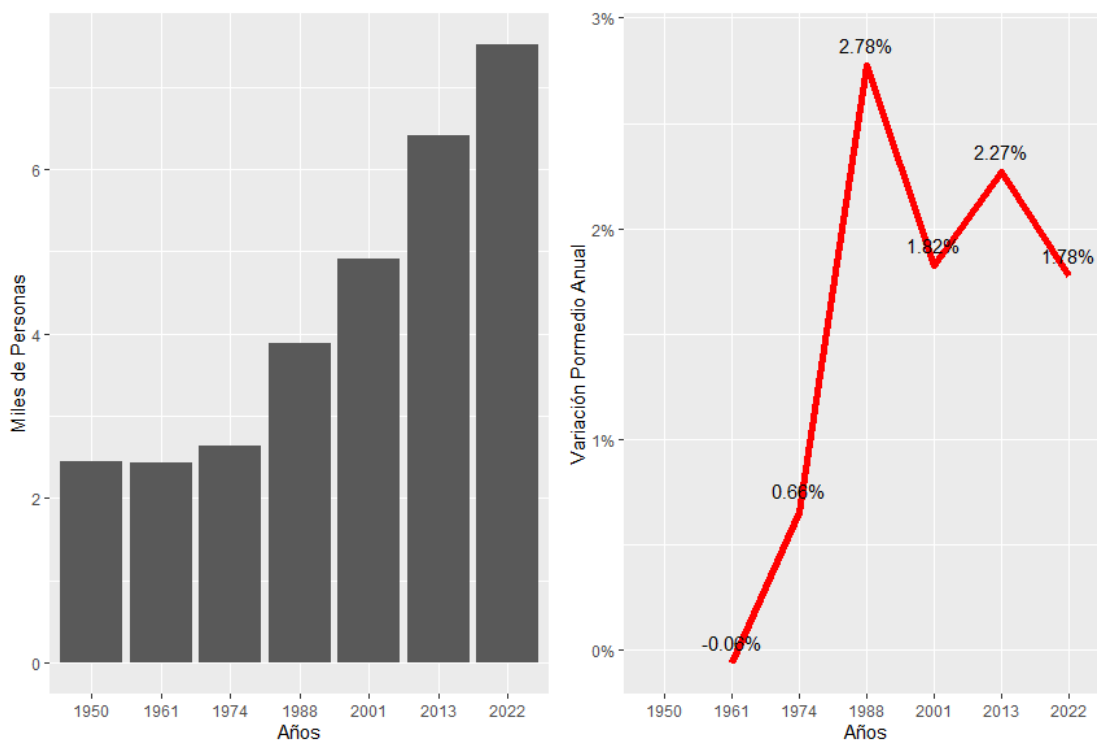 Miles de Personas
6
4
2
0
1950 1961 1974 1988 2001 2013 2022
Años
Variación Pormedio Anual
3%
2%
1%
0%
-0.06%
0.66%
2.78%
1.82%
2.27%
1.78%
1950 1961 1974 1988 2001 2013 2022
Años